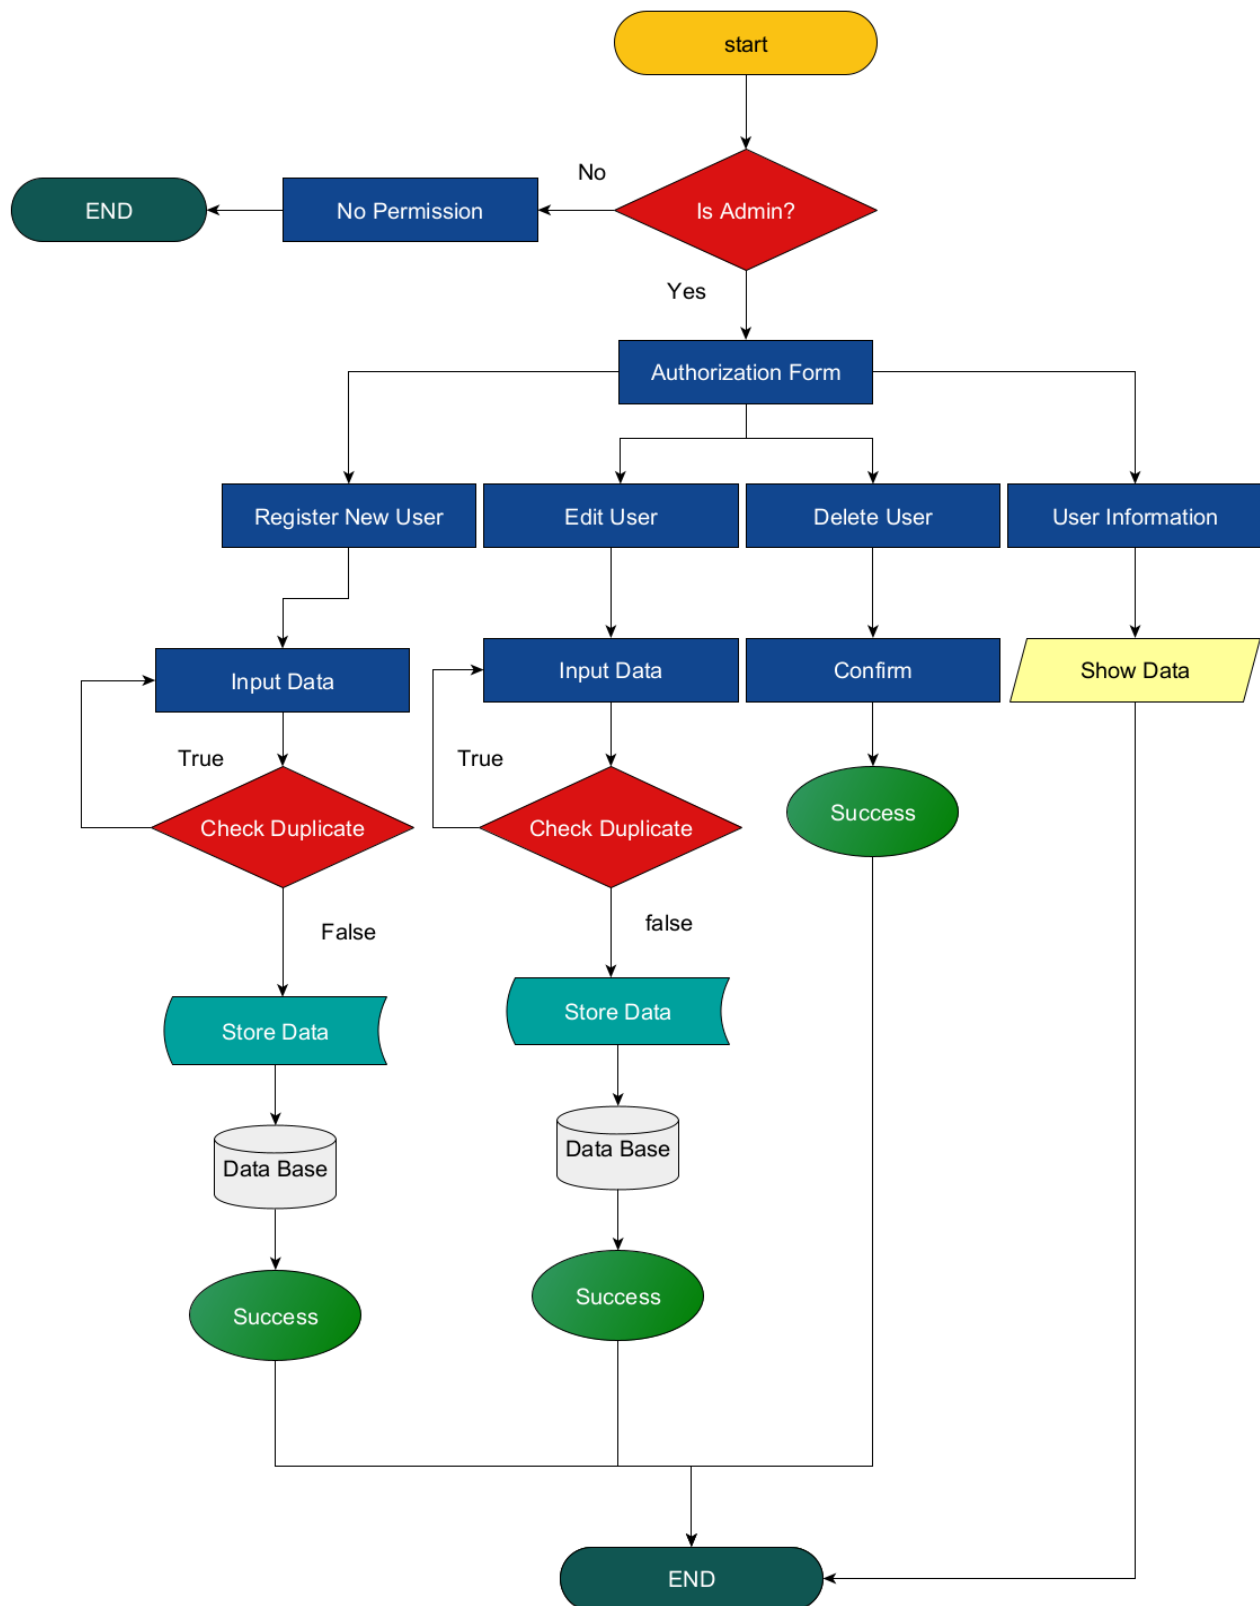 start
No
Is Admin?
No Permission
END
Yes
Authorization Form
Register New User
Edit User
Delete User
User Information
Input Data
Input Data
Confirm
Show Data
True
True
Success
Check Duplicate
Check Duplicate
False
false
Store Data
Store Data
Data Base
Data Base
Success
Success
END